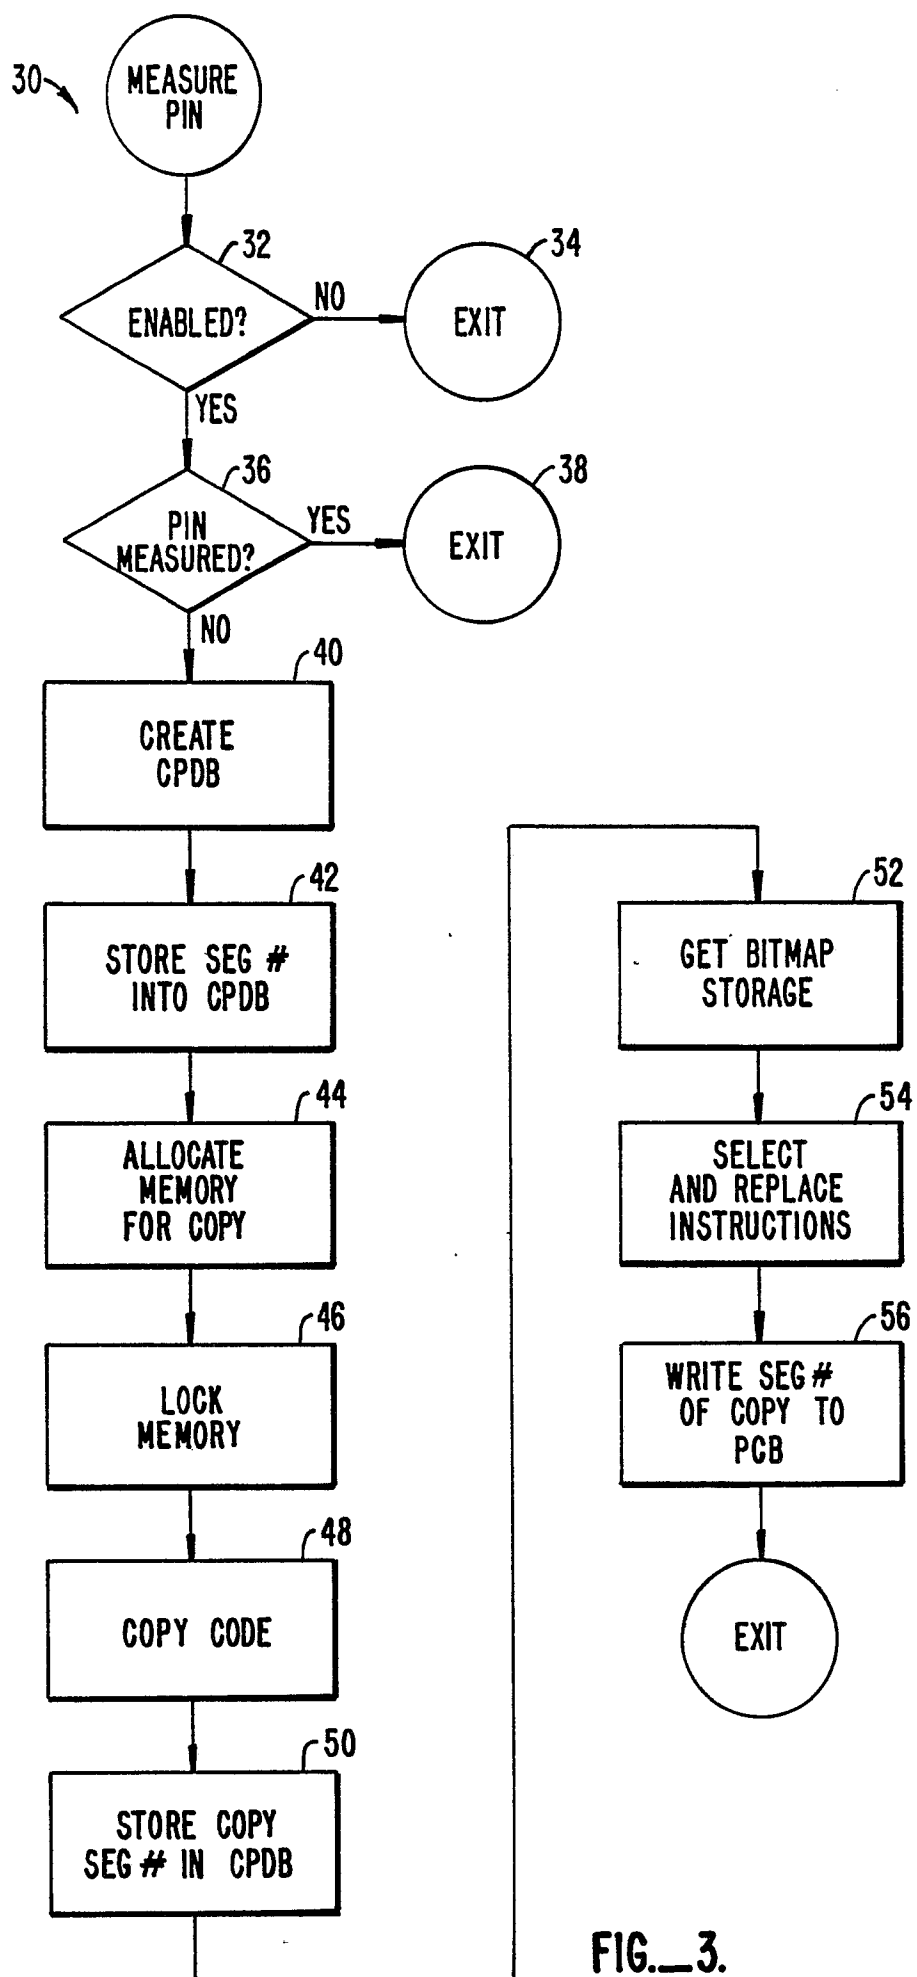 30
MEASURE
PIN
32
ENABLED?
NO
34
EXIT
YES
36
PIN
MEASURED?
YES
38
EXIT
NO
40
CREATE
CPDB
42
STORE SEG #
INTO CPDB
44
ALLOCATE
MEMORY
FOR COPY
46
LOCK
MEMORY
48
COPY CODE
50
STORE COPY
SEG # IN CPDB
52
GET BITMAP
STORAGE
54
SELECT
AND REPLACE
INSTRUCTIONS
56
WRITE SEG #
OF COPY TO
PCB
EXIT
FIG._3.